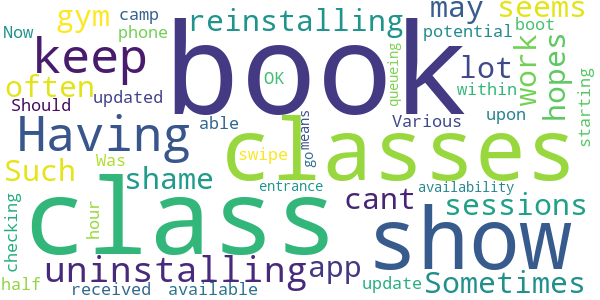 gym camp reinstalling may seems
Now phone potential boot
keep book lot work hopes
often OK queueing within starting
Should updated able Various upon
Having classes means
Such Was swipe go
shame entrance cant availability
checking hour class show sessions
uninstalling app update Sometimes
half received available